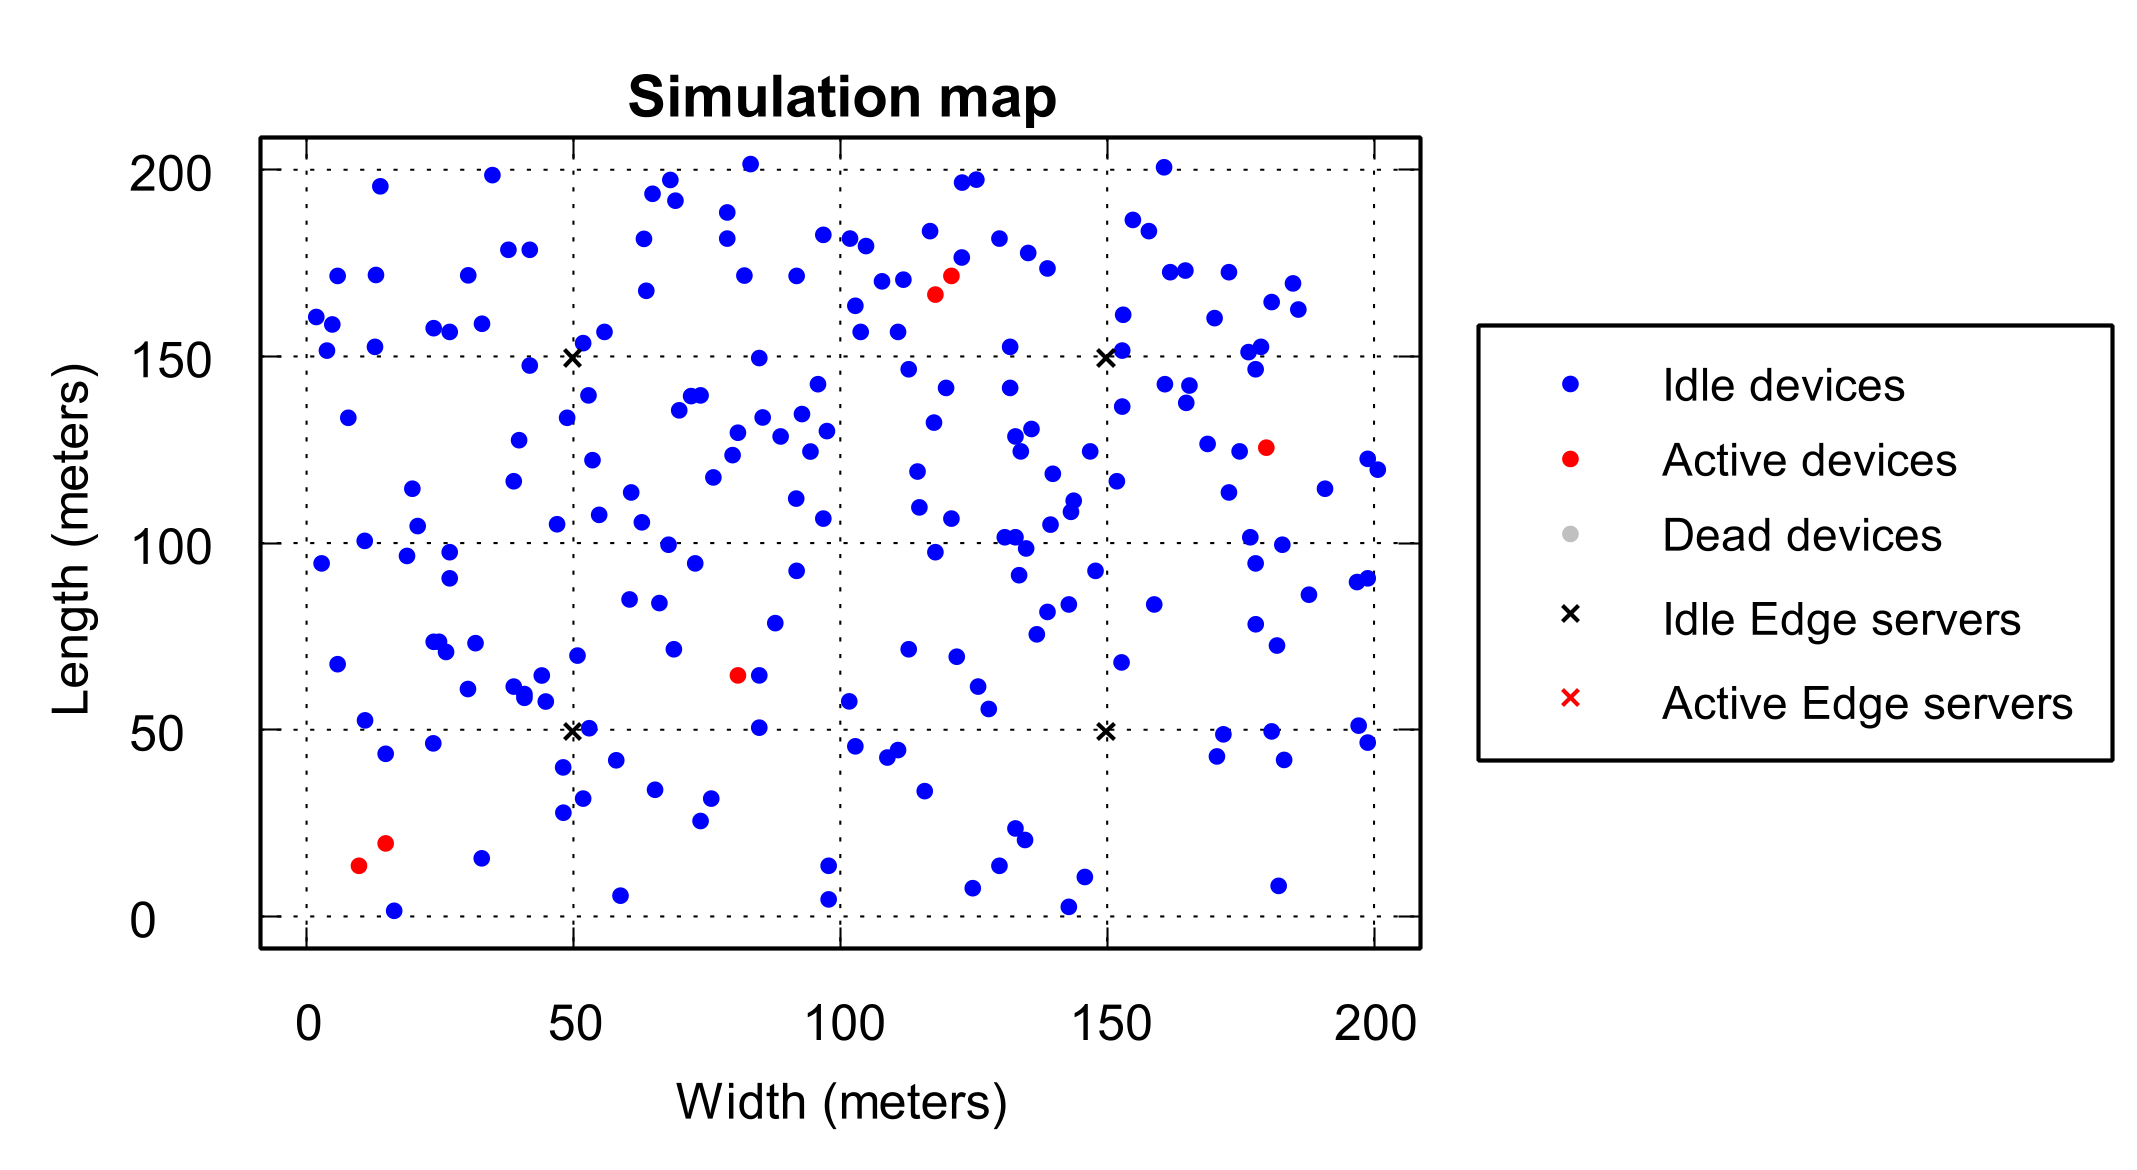 Simulation map
200
150
100
50
0
Length (meters)
0 50 100 150 200
Width (meters)
Idle devices
Active devices
Dead devices
Idle Edge servers
Active Edge servers